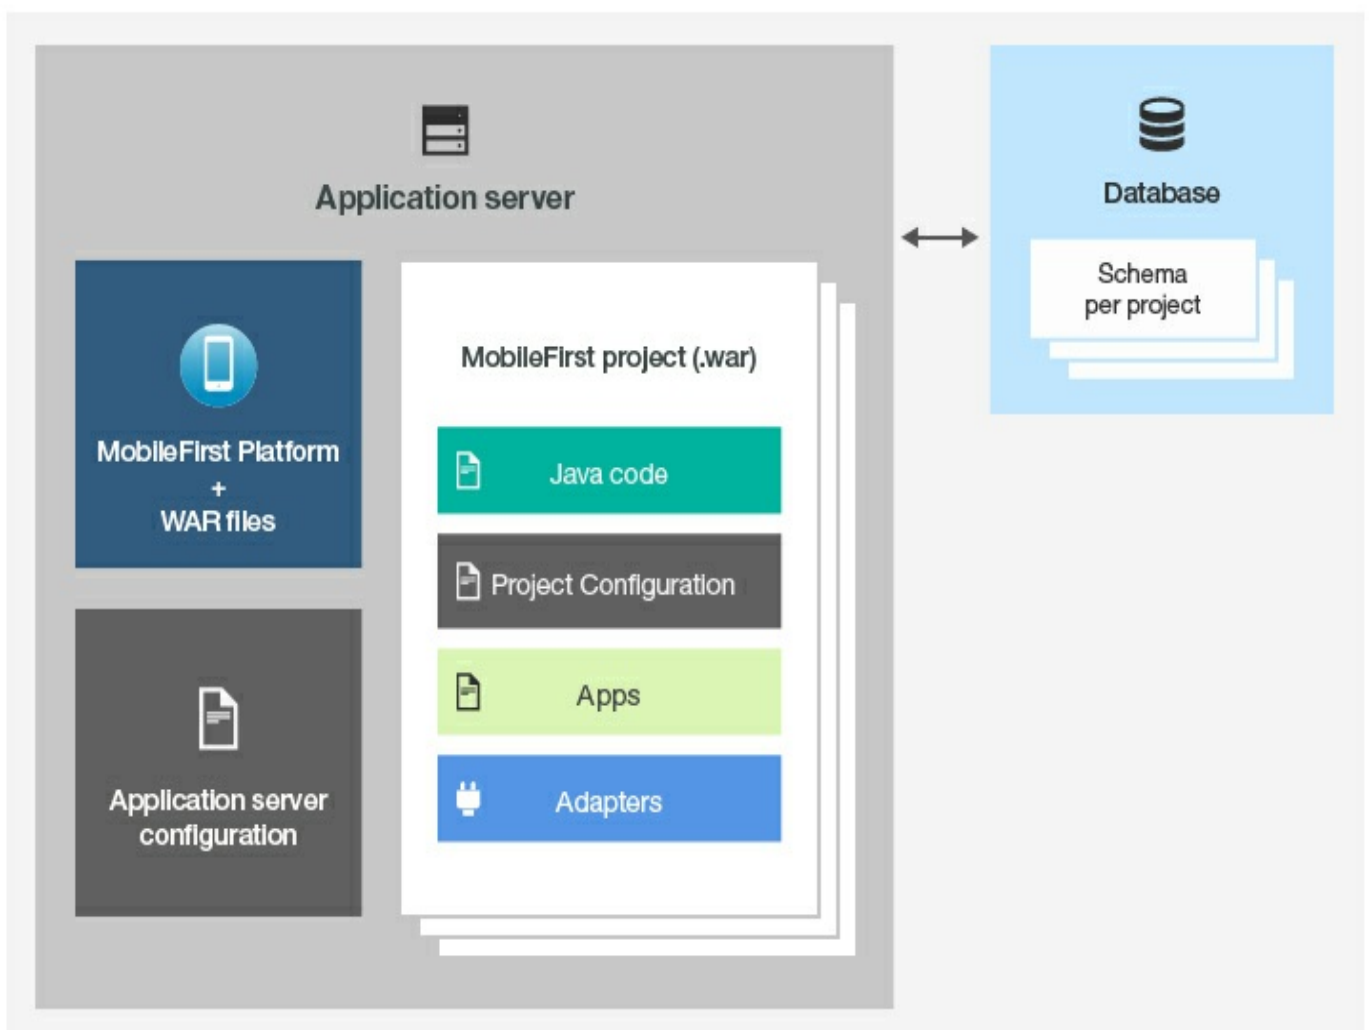 Application server
MobileFirst Platform
+
WAR files
Application server
configuration
MobileFirst project (.war)
Java code
Project Configuration
Apps
Adapters
Database
Schema
per project